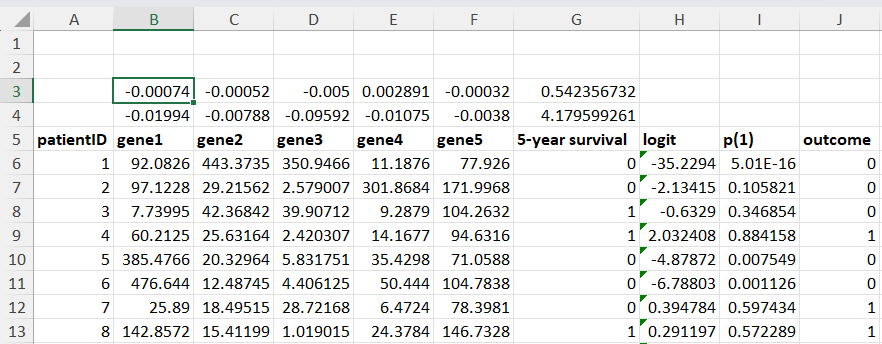 A B C D E F G H I J
1
2
3 -0.00074 -0.00052 -0.005 0.002891 -0.00032 0.542356732
4 -0.01994 -0.00788 -0.09592 -0.01075 -0.0038 4.179599261
5 patientID gene1 gene2 gene3 gene4 gene5 5-year survival logit p(1) outcome
6 1 92.0826 443.3735 350.9466 11.1876 77.926 0 -35.2294 5.01E-16 0
7 2 97.1228 29.21562 2.579007 301.8684 171.9968 0 -2.13415 0.105821 0
8 3 7.73995 42.36842 39.90712 9.2879 104.2632 1 -0.6329 0.346854 0
9 4 60.2125 25.63164 2.420307 14.1677 94.6316 1 2.032408 0.884158 1
10 5 385.4766 20.32964 5.831751 35.4298 71.0588 0 -4.87872 0.007549 0
11 6 476.644 12.48745 4.406125 50.444 104.7838 0 -6.78803 0.001126 0
12 7 25.89 18.49515 28.72168 6.4724 78.3981 0 0.394784 0.597434 1
13 8 142.8572 15.41199 1.019015 24.3784 146.7328 1 0.291197 0.572289 1